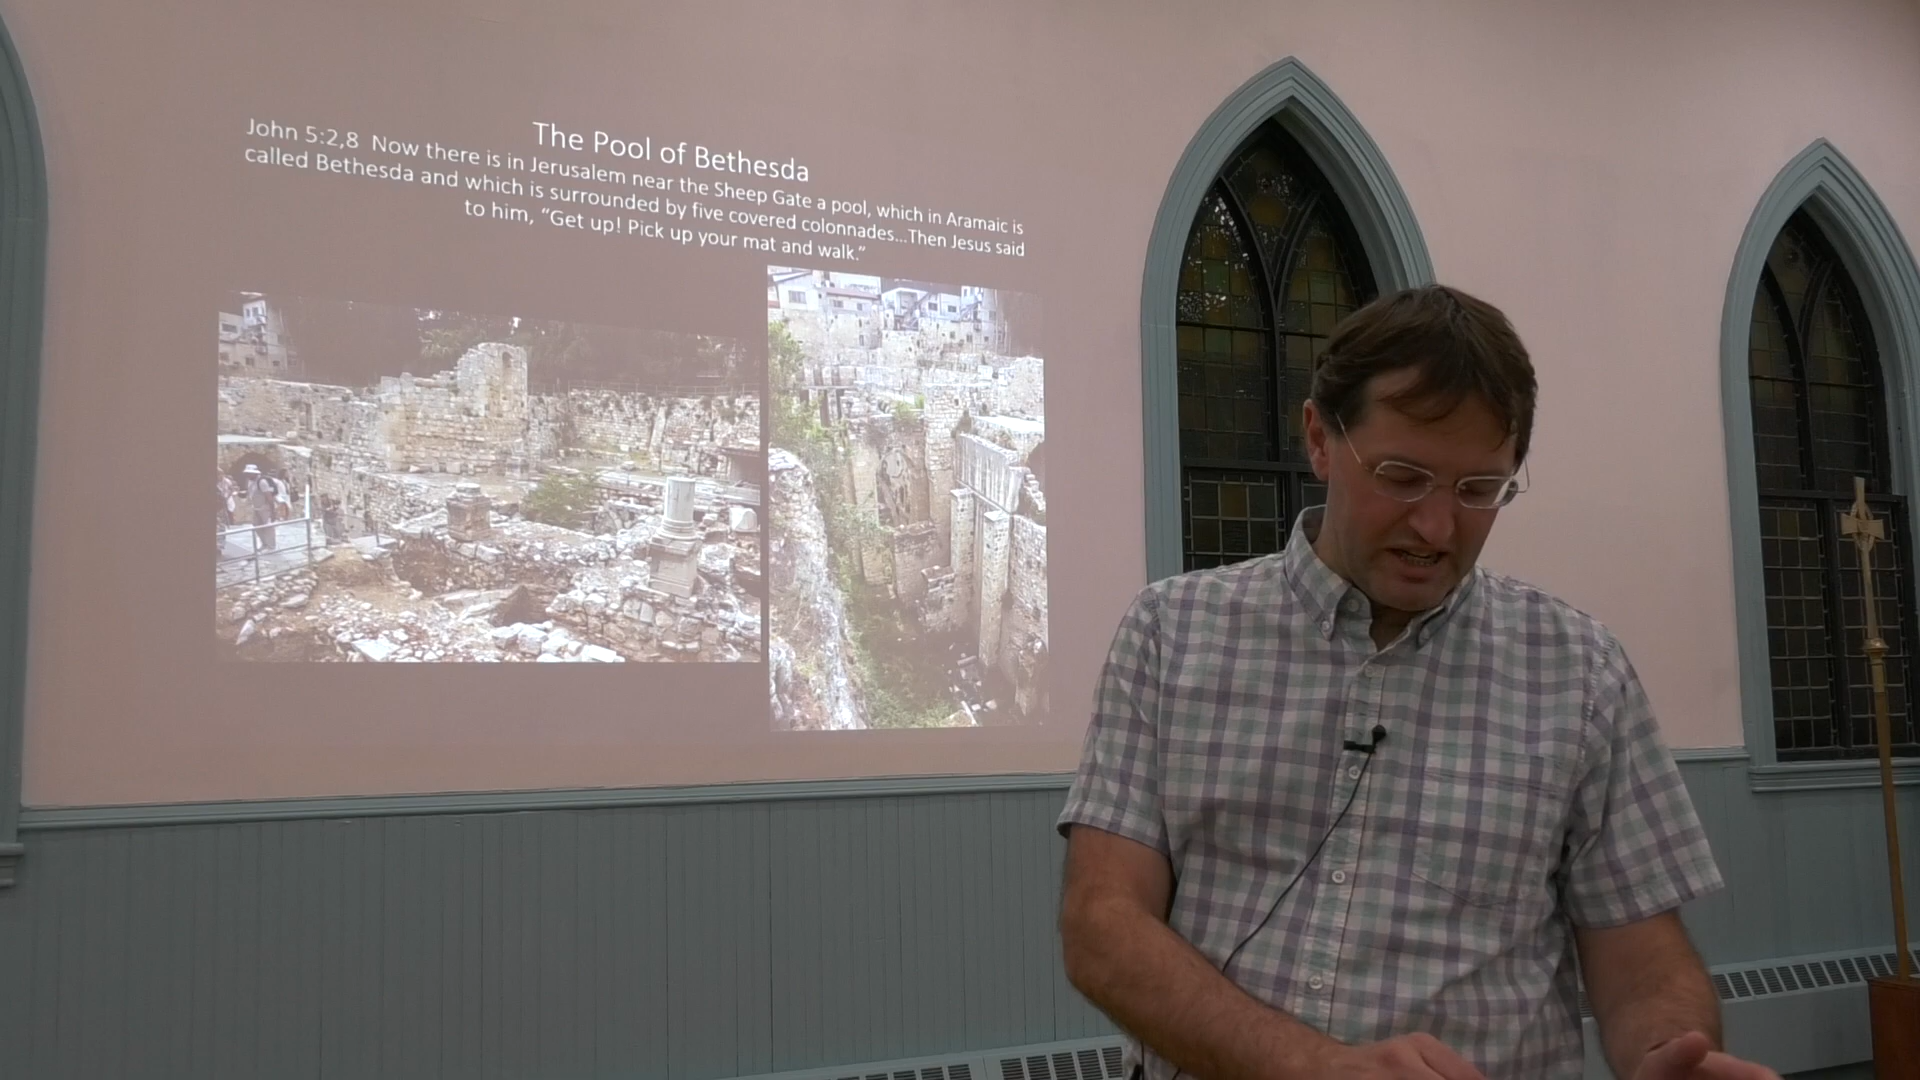 The Pool of Bethesda
John 5:2,8 Now there is in Jerusalem near the Sheep Gate a pool, which in Aramaic is
called Bethesda and which is surrounded by five covered colonnades...Then Jesus said
to him, “Get up! Pick up your mat and walk.”